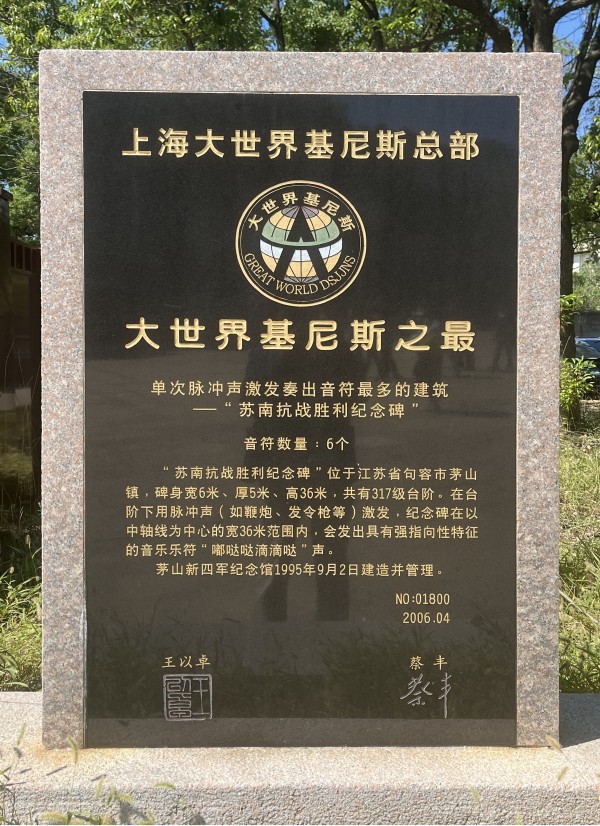 上海大世界基尼斯总部
大世界基尼斯
GREAT WORLD DSJJNS
大世界基尼斯之最
单次脉冲声激发奏出音符最多的建筑
——“苏南抗战胜利纪念碑”
音符数量：6个
“苏南抗战胜利纪念碑”位于江苏省句容市茅山
镇，碑身宽6米、厚5米、高36米，共有317级台阶。在台
阶下用脉冲声（如鞭炮、发令枪等）激发，纪念碑在以
中轴线为中心的宽36米范围内，会发出具有强指向性特征
的音乐乐符“嘟哒哒滴滴哒”声。
茅山新四军纪念馆1995年9月2日建造并管理。
NO:01800
2006.04
王以卓 蔡丰
蔡丰